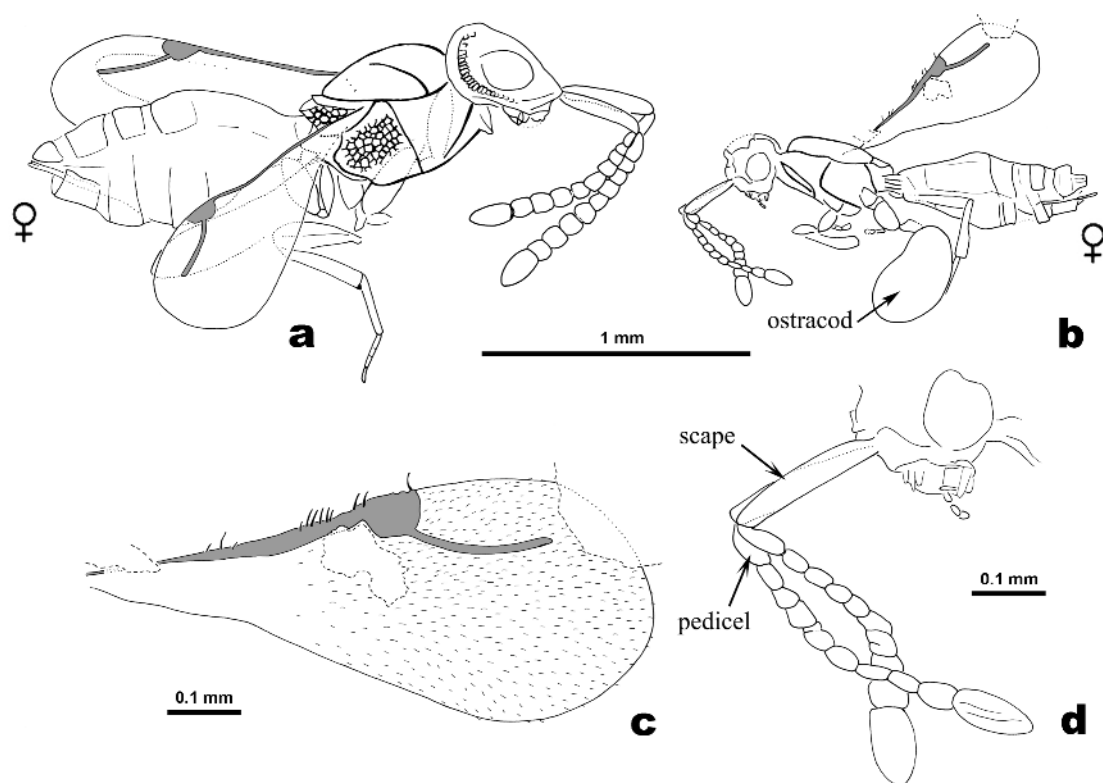 ♀
♀
ostracod
a
1 mm
b
scape
0.1 mm
pedicel
0.1 mm
c
d